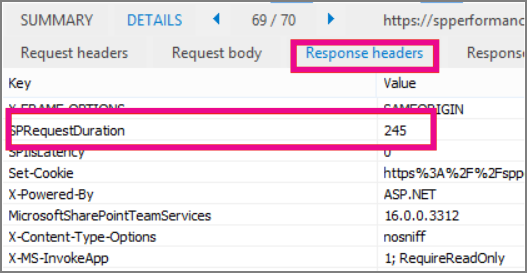 SUMMARY DETAILS 69 / 70 https://spperformanc
Request headers Request body Response headers Response
Key Value
X-FRAME-OPTIONS SAMEORIGIN
SPRequestDuration 245
SPIisLatency 0
Set-Cookie https%3A%2F%2Fspp
X-Powered-By ASP.NET
MicrosoftSharePointTeamServices 16.0.0.3312
X-Content-Type-Options nosniff
X-MS-InvokeApp 1; RequireReadOnly